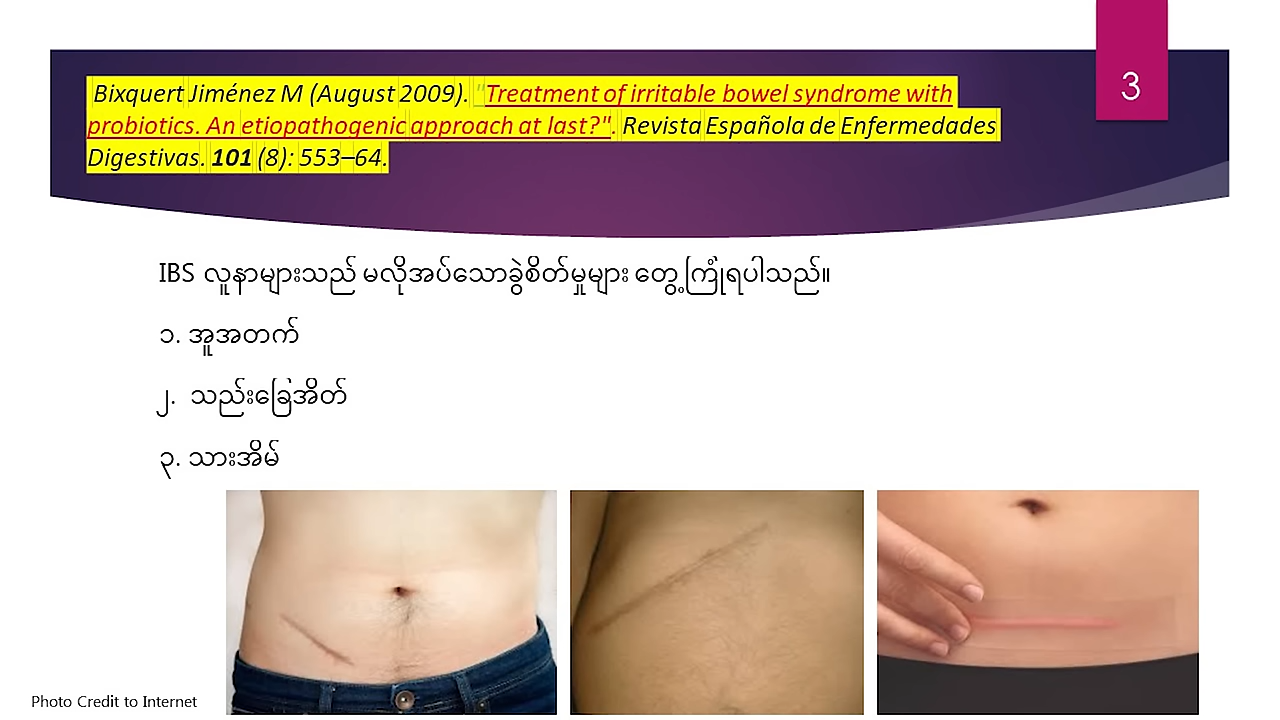 3
Bixquert Jiménez M (August 2009). "Treatment of irritable bowel syndrome with
probiotics. An etiopathogenic approach at last?". Revista Española de Enfermedades
Digestivas. 101 (8): 553–64.
IBS လူနာများသည် မလိုအပ်သောခွဲစိတ်မှုများ တွေ့ကြုံရပါသည်။
၁. အူအတက်
၂. သည်းခြေအိတ်
၃. သားအိမ်
Photo Credit to Internet